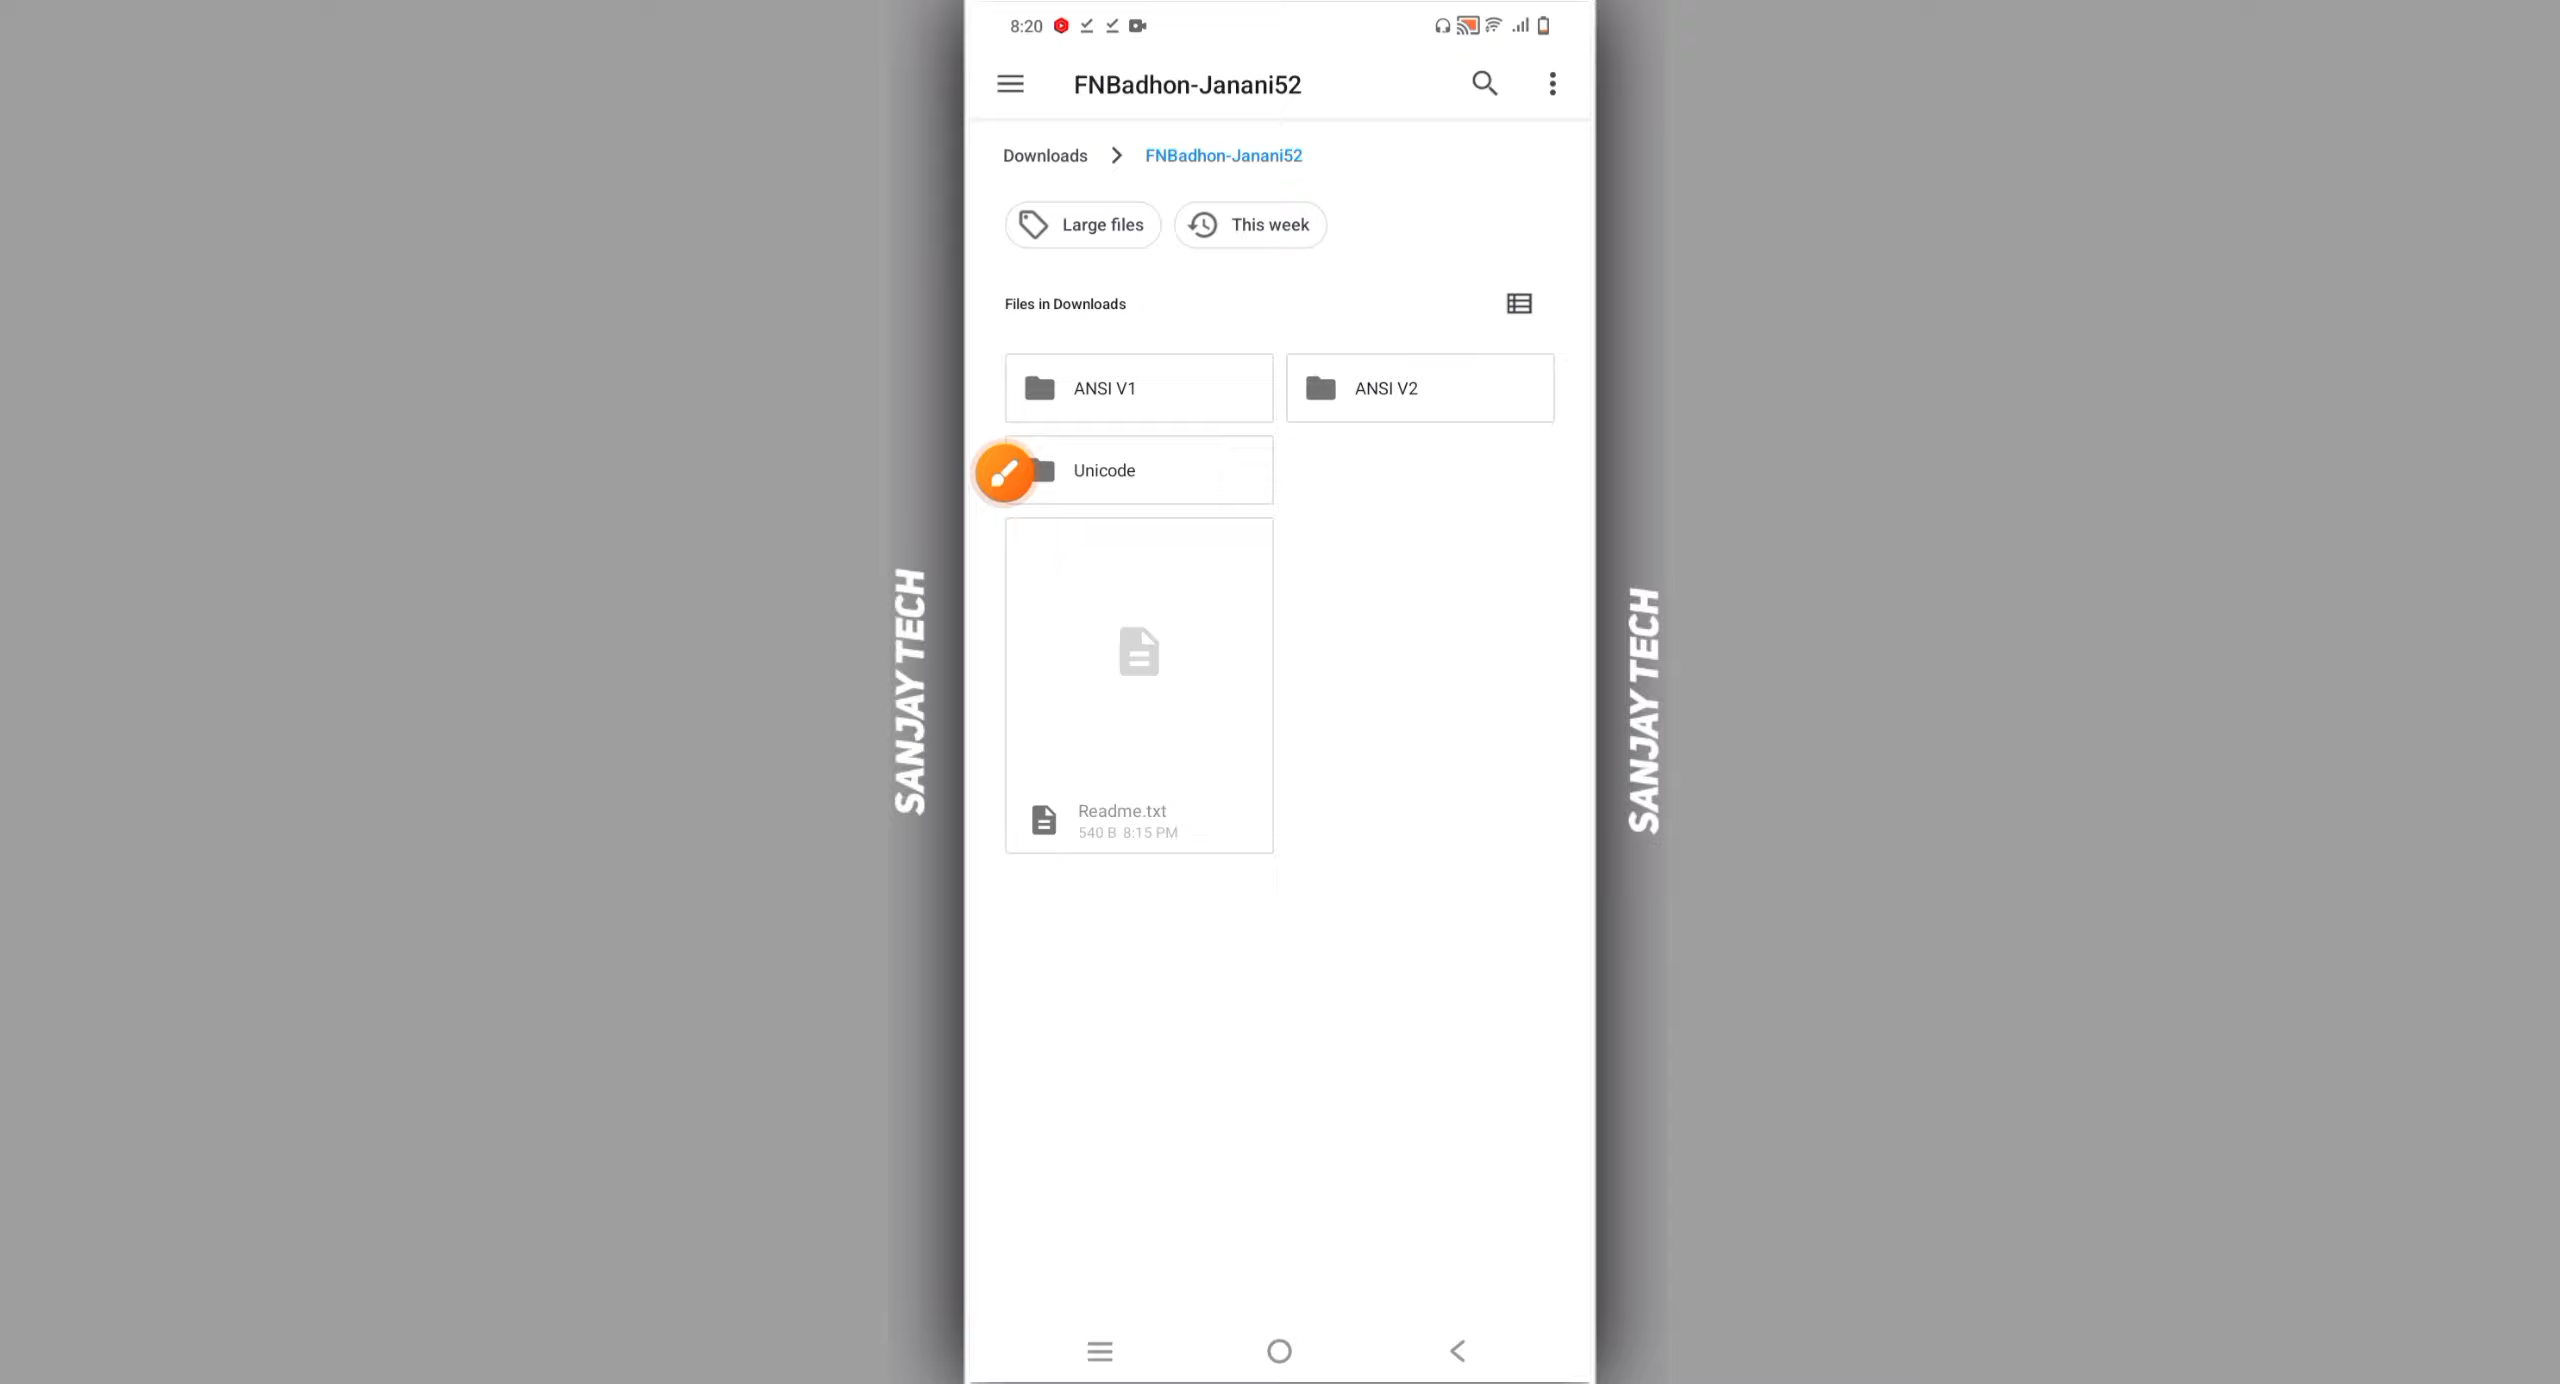 8:20
FNBadhon-Janani52
Downloads > FNBadhon-Janani52
Large files
This week
Files in Downloads
ANSI V1
ANSI V2
Unicode
Readme.txt
540 B 8:15 PM
SANJAY TECH
SANJAY TECH